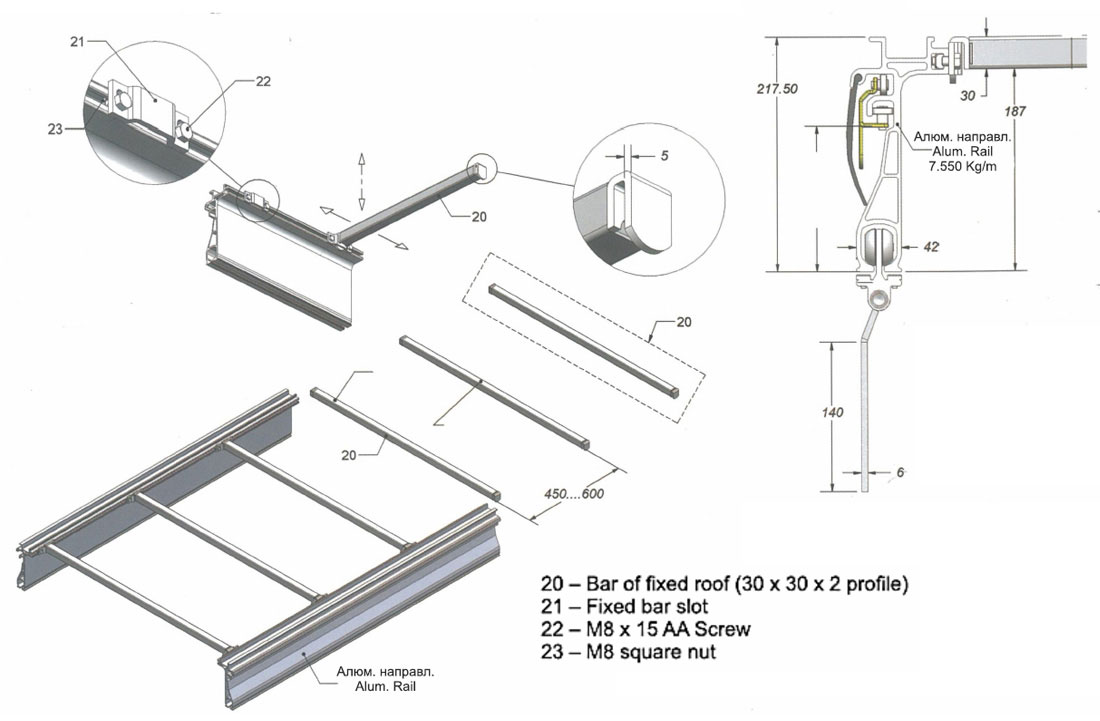 21
22
23
5
20
20
20
450....600
Алюм. направл.
Alum. Rail
217.50
30
187
Алюм. направл.
Alum. Rail
7.550 Kg/m
42
140
6
20 – Bar of fixed roof (30 x 30 x 2 profile)
21 – Fixed bar slot
22 – M8 x 15 AA Screw
23 – M8 square nut